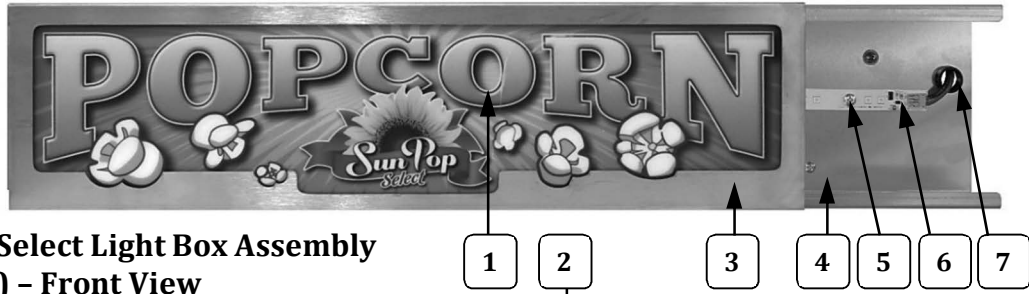 POPCORN
Sun Pop
Select
1 2 3 4 5 6 7
Select Light Box Assembly
) – Front View